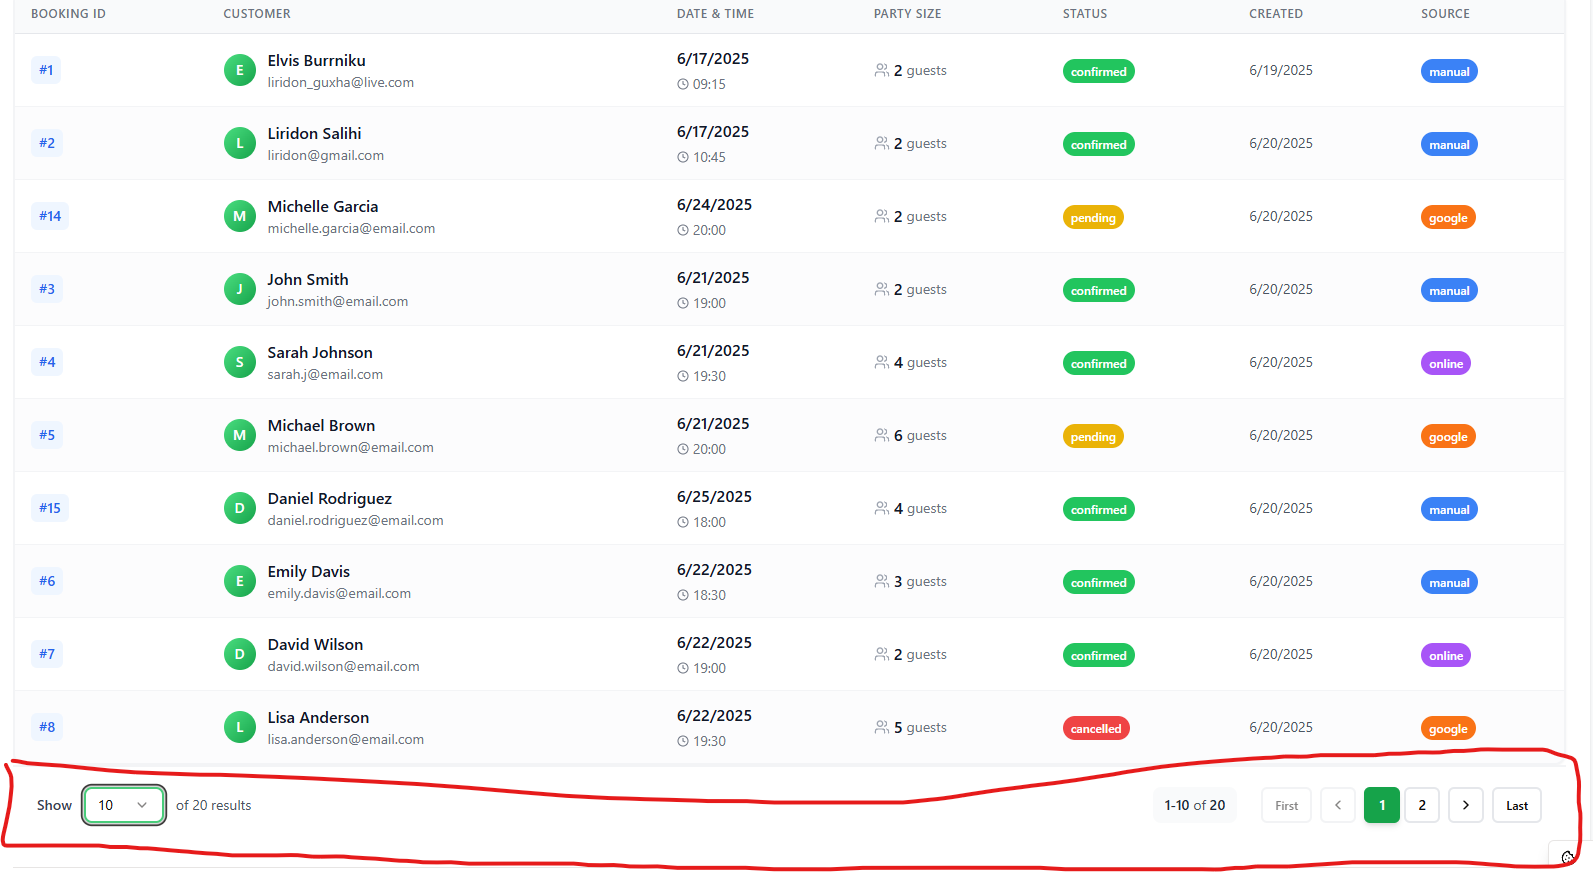 BOOKING ID CUSTOMER DATE & TIME PARTY SIZE STATUS CREATED SOURCE
#1 E Elvis Burrniku 6/17/2025 2 guests confirmed 6/19/2025 manual
liridon_guxha@live.com 09:15
#2 L Liridon Salihi 6/17/2025 2 guests confirmed 6/20/2025 manual
liridon@gmail.com 10:45
#14 M Michelle Garcia 6/24/2025 2 guests pending 6/20/2025 google
michelle.garcia@email.com 20:00
#3 J John Smith 6/21/2025 2 guests confirmed 6/20/2025 manual
john.smith@email.com 19:00
#4 S Sarah Johnson 6/21/2025 4 guests confirmed 6/20/2025 online
sarah.j@email.com 19:30
#5 M Michael Brown 6/21/2025 6 guests pending 6/20/2025 google
michael.brown@email.com 20:00
#15 D Daniel Rodriguez 6/25/2025 4 guests confirmed 6/20/2025 manual
daniel.rodriguez@email.com 18:00
#6 E Emily Davis 6/22/2025 3 guests confirmed 6/20/2025 manual
emily.davis@email.com 18:30
#7 D David Wilson 6/22/2025 2 guests confirmed 6/20/2025 online
david.wilson@email.com 19:00
#8 L Lisa Anderson 6/22/2025 5 guests cancelled 6/20/2025 google
lisa.anderson@email.com 19:30
Show 10 of 20 results 1-10 of 20 First 1 2 Last